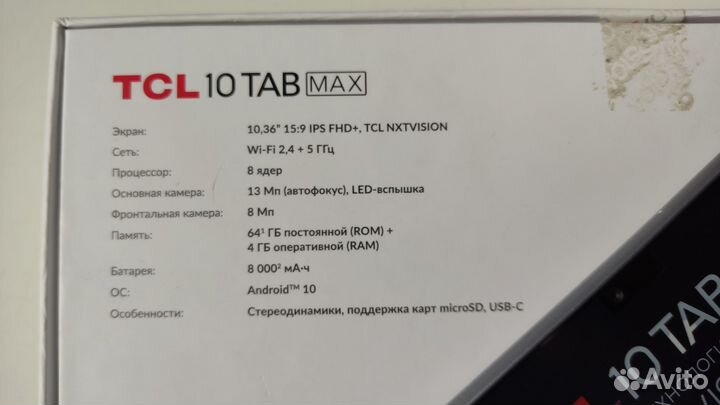 TCL 10 TAB MAX
Экран: 10,36" 15:9 IPS FHD+, TCL NXTVISION
Сеть: Wi-Fi 2,4 + 5 ГГц
Процессор: 8 ядер
Основная камера: 13 Мп (автофокус), LED-вспышка
Фронтальная камера: 8 Мп
Память: 64¹ ГБ постоянной (ROM) +
4 ГБ оперативной (RAM)
Батарея: 8 000² мА·ч
ОС: Android™ 10
Особенности: Стереодинамики, поддержка карт microSD, USB-C
10 TAB
Avito